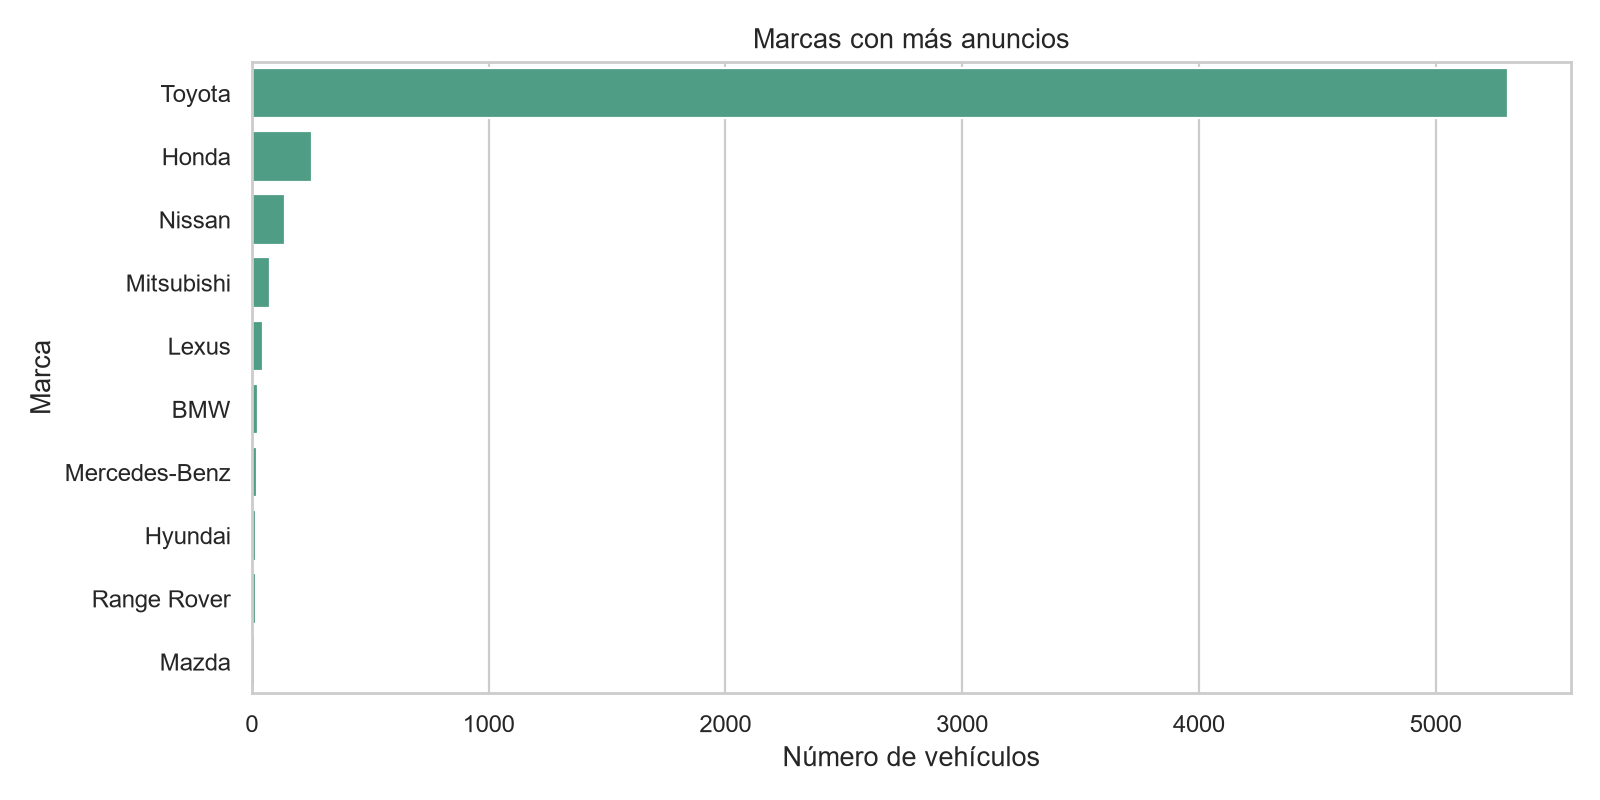 Marcas con más anuncios
Toyota
Honda
Nissan
Mitsubishi
Lexus
BMW
Mercedes-Benz
Hyundai
Range Rover
Mazda
Marca
0 1000 2000 3000 4000 5000
Número de vehículos